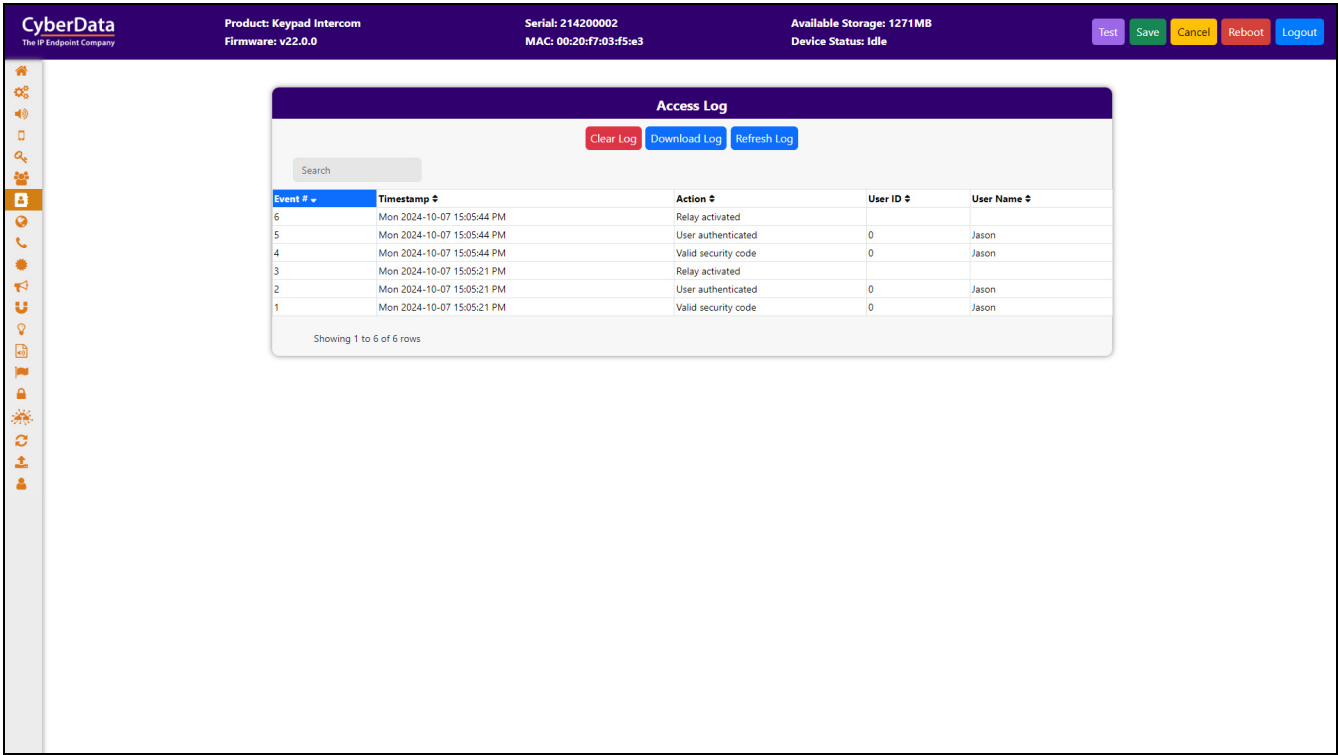 CyberData
The IP Endpoint Company
Product: Keypad Intercom
Firmware: v22.0.0
Serial: 214200002
MAC: 00:20:f7:03:f5:e3
Available Storage: 1271MB
Device Status: Idle
Test Save Cancel Reboot Logout
Access Log
Clear Log Download Log Refresh Log
Search
Event # Timestamp Action User ID User Name
6 Mon 2024-10-07 15:05:44 PM Relay activated
5 Mon 2024-10-07 15:05:44 PM User authenticated 0 Jason
4 Mon 2024-10-07 15:05:44 PM Valid security code 0 Jason
3 Mon 2024-10-07 15:05:21 PM Relay activated
2 Mon 2024-10-07 15:05:21 PM User authenticated 0 Jason
1 Mon 2024-10-07 15:05:21 PM Valid security code 0 Jason
Showing 1 to 6 of 6 rows